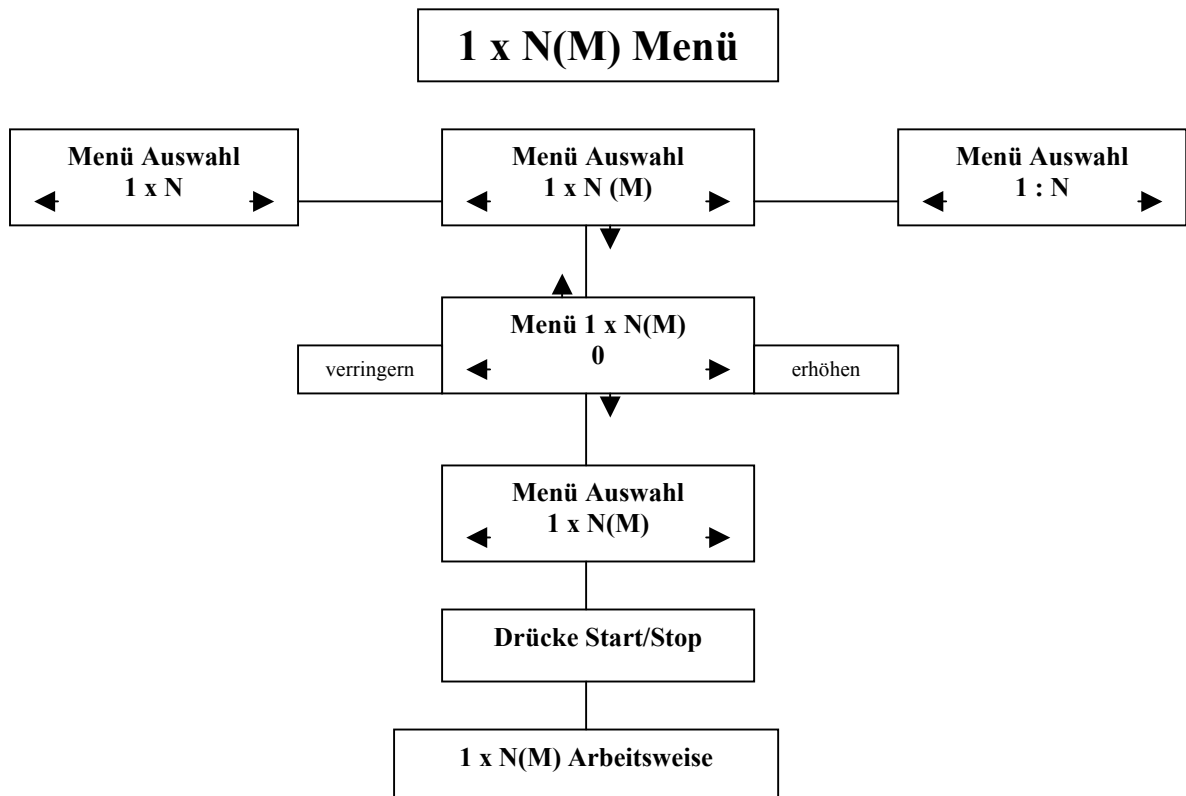 1 x N(M) Menü
Menü Auswahl
1 x N
Menü Auswahl
1 x N (M)
Menü Auswahl
1 : N
Menü 1 x N(M)
0
verringern
erhöhen
Menü Auswahl
1 x N(M)
Drücke Start/Stop
1 x N(M) Arbeitsweise